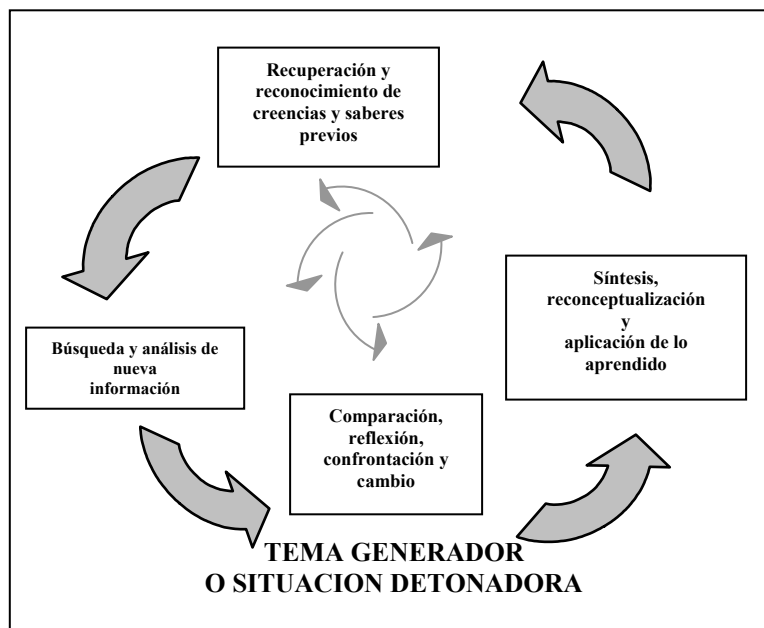 Recuperación y
reconocimiento de
creencias y saberes
previos
Búsqueda y análisis de
nueva
información
Comparación,
reflexión,
confrontación y
cambio
Síntesis,
reconceptualización
y
aplicación de lo
aprendido
TEMA GENERADOR
O SITUACION DETONADORA